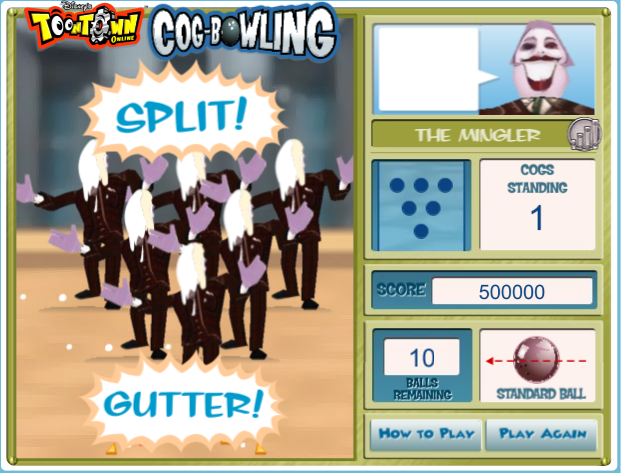 Disney's
TOONTOWN
ONLINE
COG-BOWLING
SPLIT!
THE MINGLER
COGS
STANDING
1
SCORE 500000
10
BALLS
REMAINING
STANDARD BALL
GUTTER!
HOW TO PLAY
PLAY AGAIN